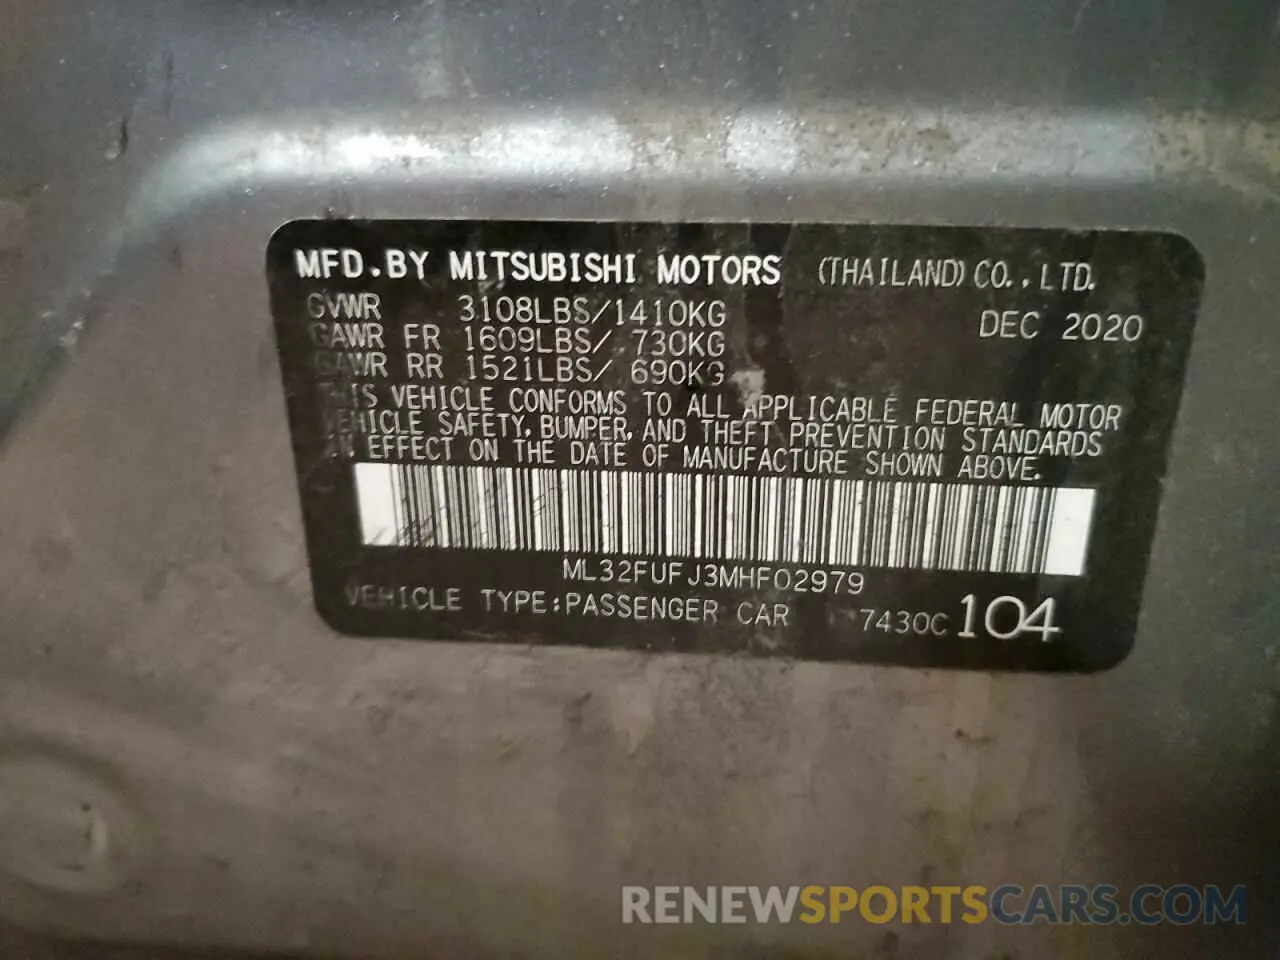 MFD.BY MITSUBISHI MOTORS (THAILAND) CO.,LTD.
GVWR 3108LBS/1410KG DEC 2020
GAWR FR 1609LBS/ 730KG
GAWR RR 1521LBS/ 690KG
THIS VEHICLE CONFORMS TO ALL APPLICABLE FEDERAL MOTOR
VEHICLE SAFETY, BUMPER, AND THEFT PREVENTION STANDARDS
IN EFFECT ON THE DATE OF MANUFACTURE SHOWN ABOVE.
ML32FUFJ3MHF02979
VEHICLE TYPE:PASSENGER CAR 7430C 104
RENEWSPORTSCARS.COM